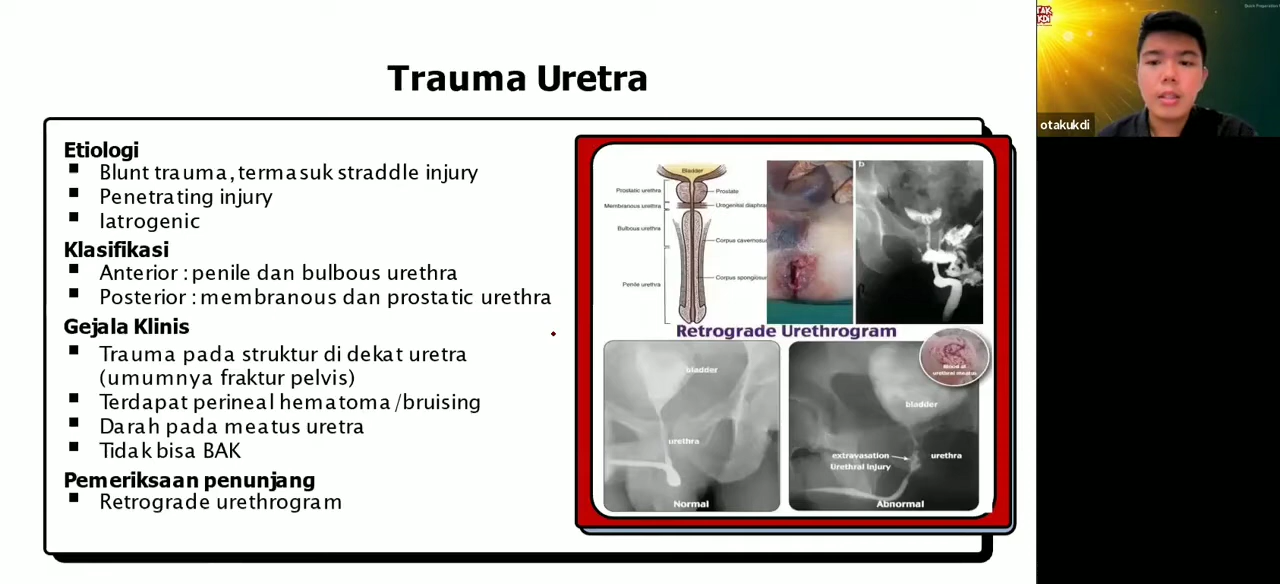 Trauma Uretra
Etiologi
▪ Blunt trauma, termasuk straddle injury
▪ Penetrating injury
▪ Iatrogenic
Klasifikasi
▪ Anterior : penile dan bulbous urethra
▪ Posterior : membranous dan prostatic urethra
Gejala Klinis
▪ Trauma pada struktur di dekat uretra
(umumnya fraktur pelvis)
▪ Terdapat perineal hematoma/bruising
▪ Darah pada meatus uretra
▪ Tidak bisa BAK
Pemeriksaan penunjang
▪ Retrograde urethrogram
Bladder
Prostatic urethra
Prostate
Membranous urethra
Urogenital diaphra
Bulbous urethra
Corpus cavernosu
Corpus spongiosu
Penile urethra
b
Retrograde Urethrogram
bladder
urethra
Normal
Blood at
urethral meatus
bladder
extravasation
Urethral Injury
urethra
Abnormal
otakukdi